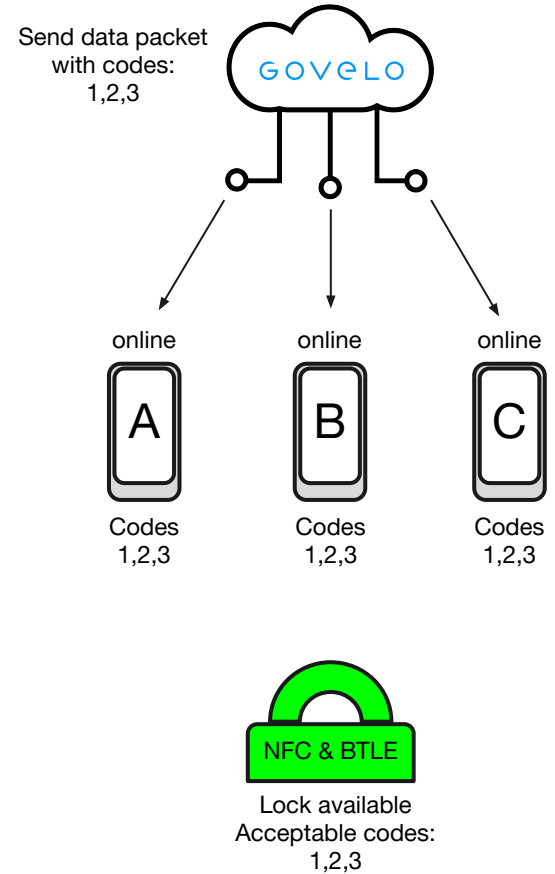 Send data packet
with codes:
1,2,3
GOVELO
online
online
online
A
B
C
Codes
1,2,3
Codes
1,2,3
Codes
1,2,3
NFC & BTLE
Lock available
Acceptable codes:
1,2,3